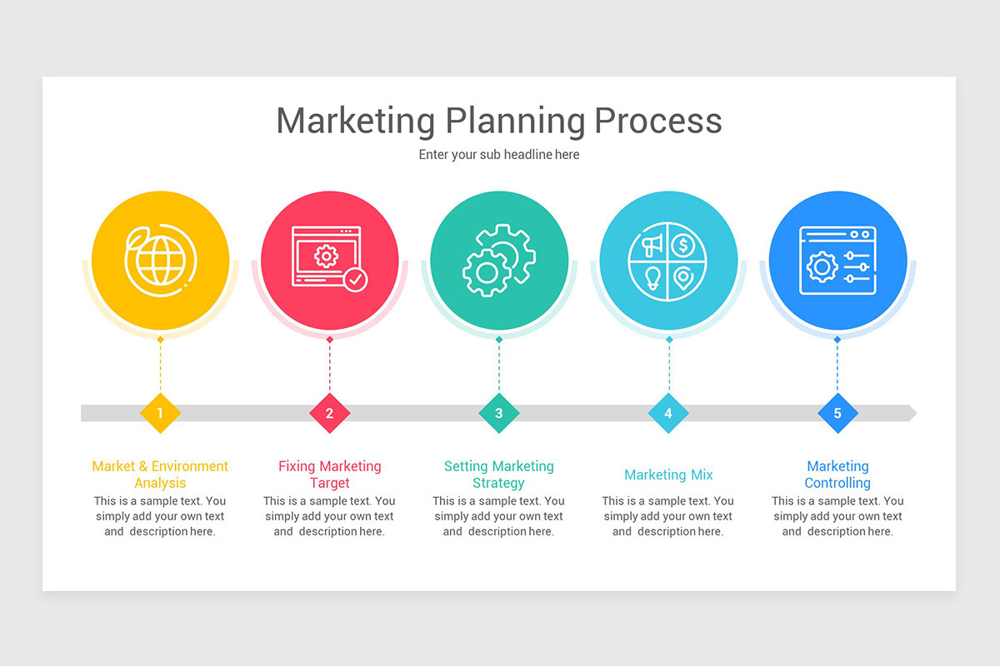 Marketing Planning Process
Enter your sub headline here
1
2
3
4
5
Market & Environment
Analysis
This is a sample text. You
simply add your own text
and description here.
Fixing Marketing
Target
This is a sample text. You
simply add your own text
and description here.
Setting Marketing
Strategy
This is a sample text. You
simply add your own text
and description here.
Marketing Mix
This is a sample text. You
simply add your own text
and description here.
Marketing
Controlling
This is a sample text. You
simply add your own text
and description here.